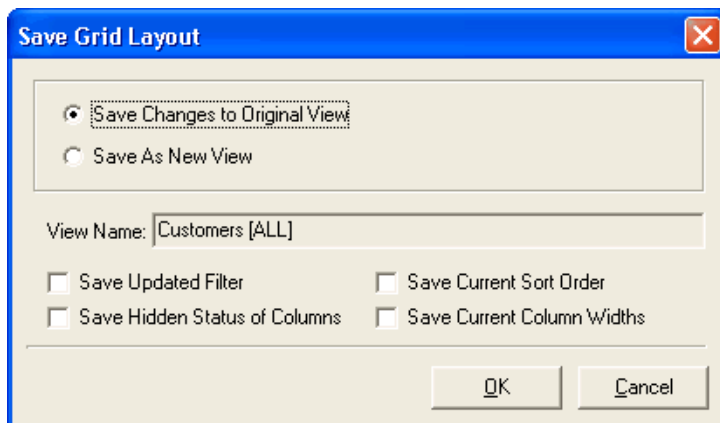 Save Grid Layout
Save Changes to Original View
Save As New View
View Name: Customers [ALL]
Save Updated Filter
Save Current Sort Order
Save Hidden Status of Columns
Save Current Column Widths
OK
Cancel